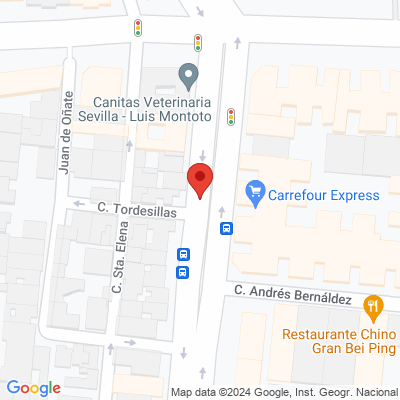 Canitas Veterinaria
Sevilla - Luis Montoto
Juan de Oñate
Carrefour Express
C. Tordesillas
C. Sta. Elena
C. Andrés Bernáldez
Restaurante Chino
Gran Bei Ping
Google
Map data ©2024 Google, Inst. Geogr. Nacional